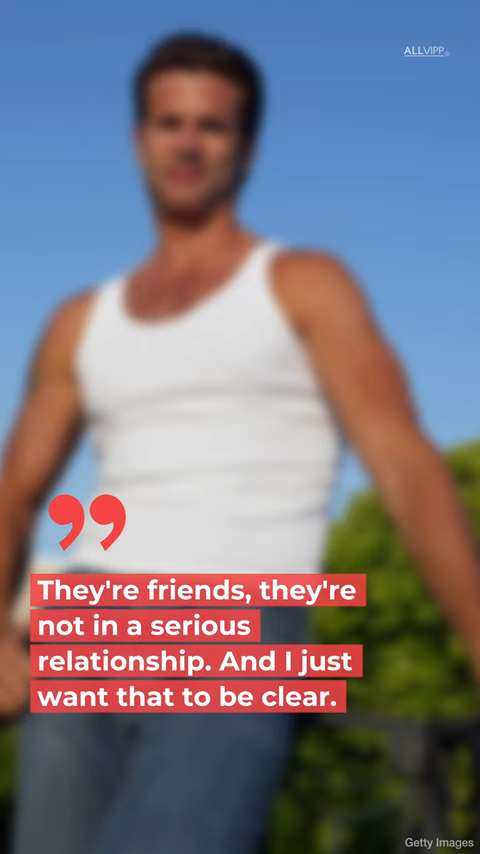 ALLVIPP®
”
They're friends, they're
not in a serious
relationship. And I just
want that to be clear.
Getty Images